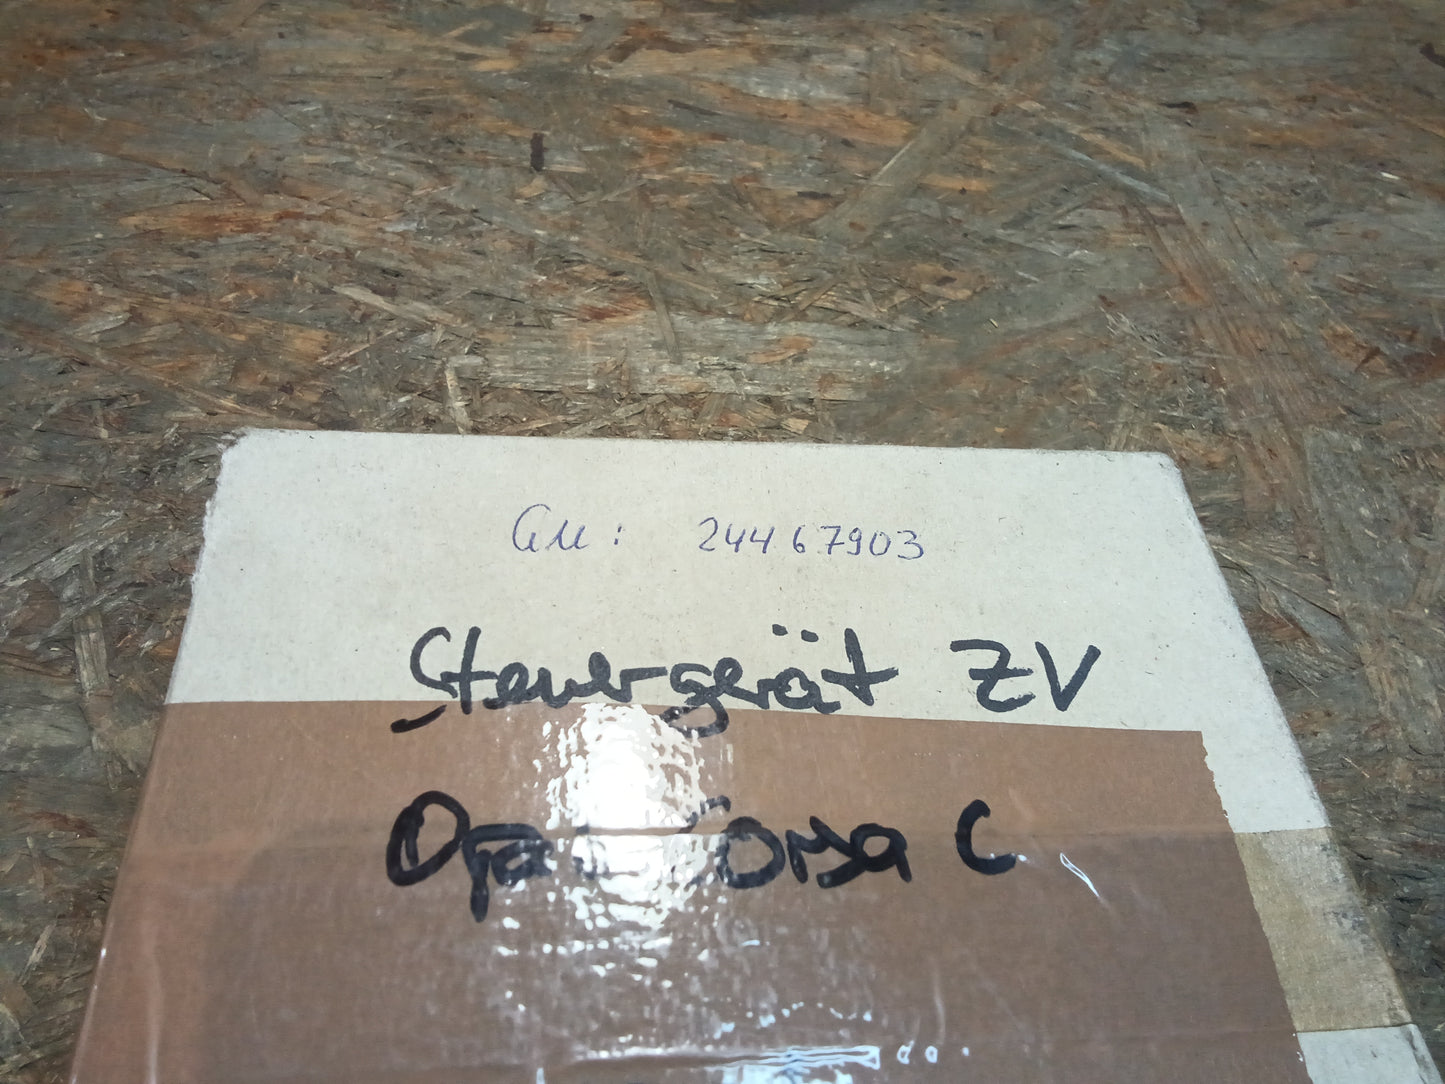 GM: 24467903
Steuergerät ZV
Opel Corsa C